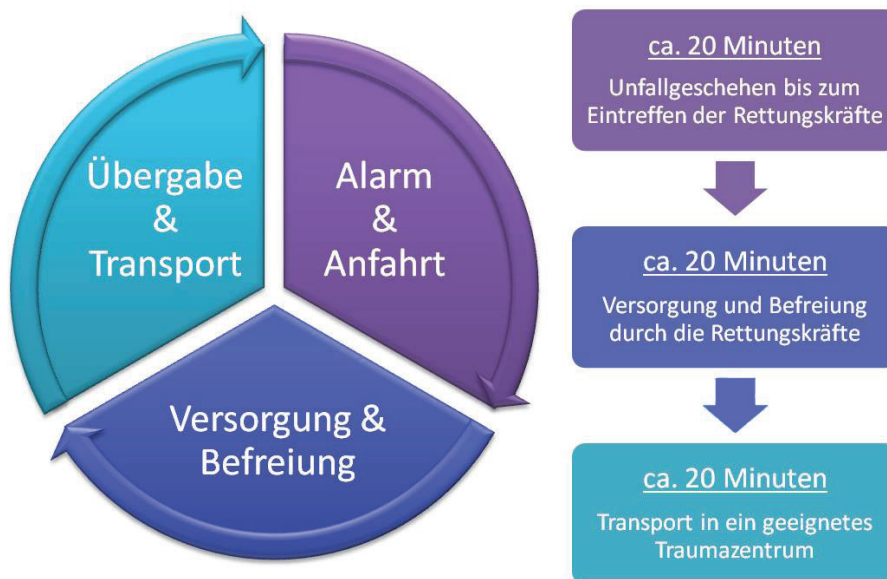 Übergabe
&
Transport
Alarm
&
Anfahrt
Versorgung &
Befreiung
ca. 20 Minuten
Unfallgeschehen bis zum
Eintreffen der Rettungskräfte
ca. 20 Minuten
Versorgung und Befreiung
durch die Rettungskräfte
ca. 20 Minuten
Transport in ein geeignetes
Traumazentrum